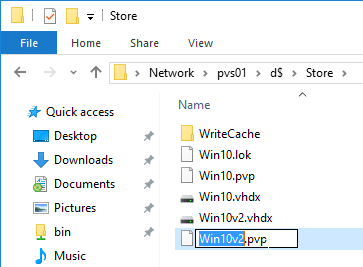 Store
File Home Share View
Network pvs01 d$ Store
Quick access
Desktop
Downloads
Documents
Pictures
bin
Music
Name
WriteCache
Win10.lok
Win10.pvp
Win10.vhdx
Win10v2.vhdx
Win10v2.pvp